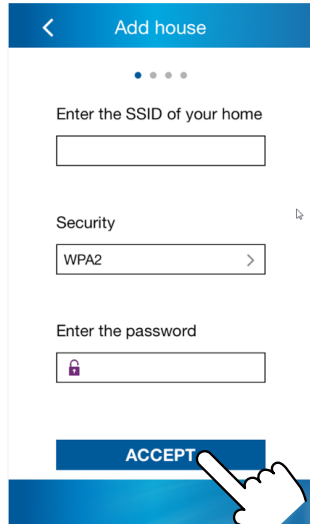 Add house
Enter the SSID of your home
Security
WPA2
Enter the password
ACCEPT